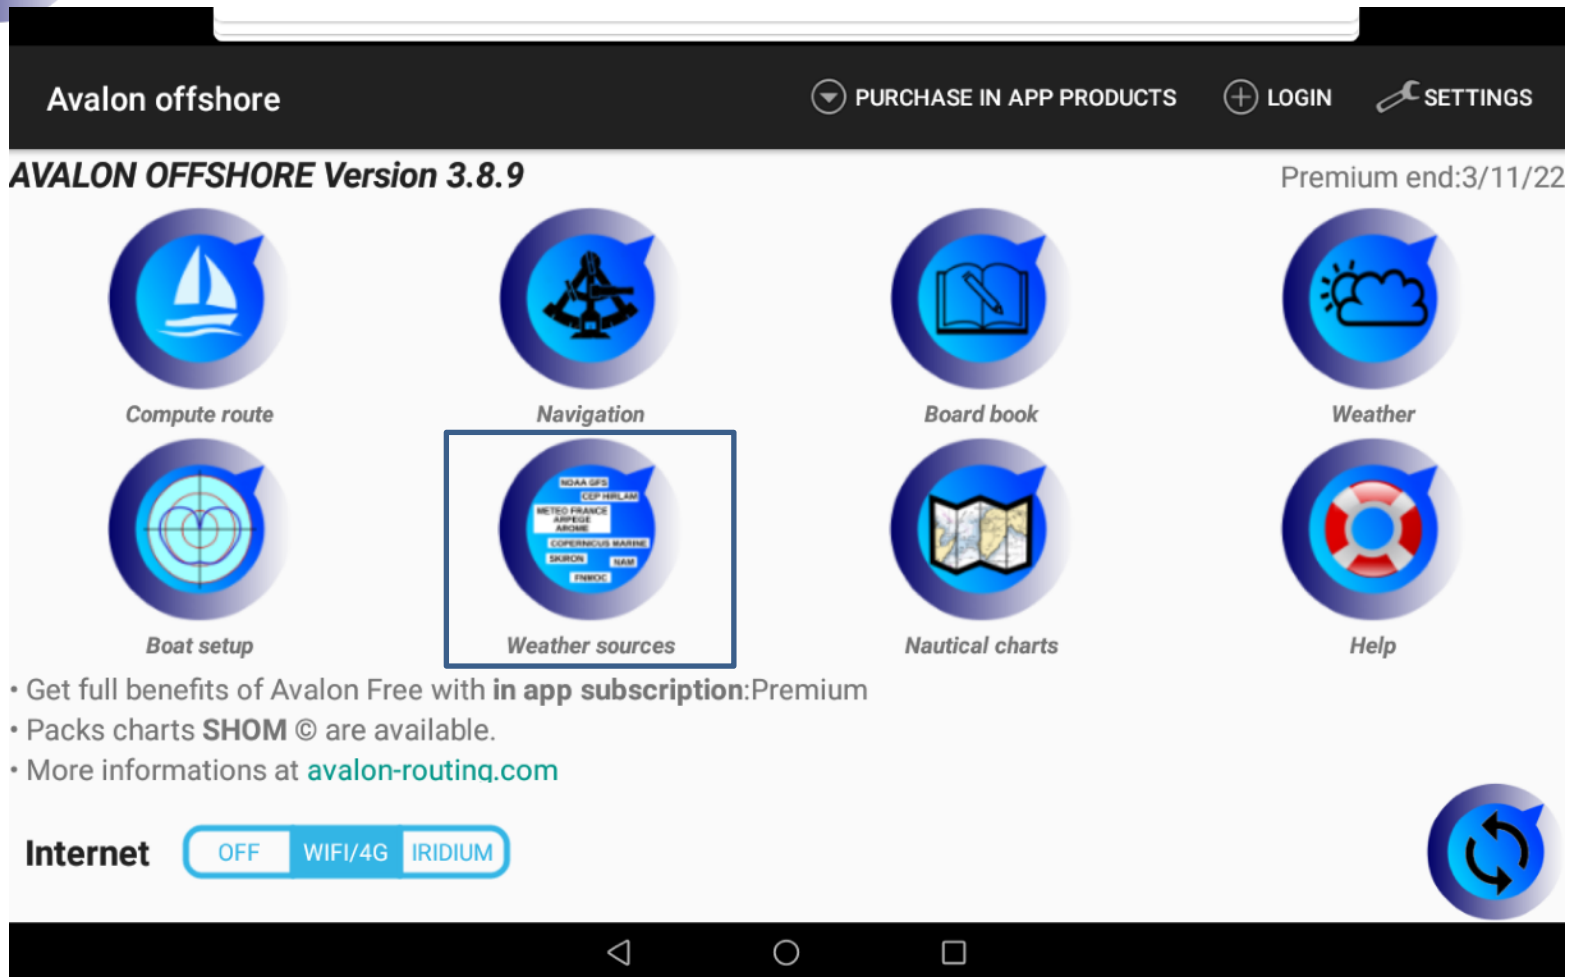 Avalon offshore
PURCHASE IN APP PRODUCTS
LOGIN
SETTINGS
AVALON OFFSHORE Version 3.8.9
Premium end:3/11/22
Compute route
Navigation
Board book
Weather
NOAA GFS
CEP HIRLAM
METEO FRANCE
ARPEGE
AROME
COPERNICUS MARINE
SKIRON
NAM
FNMOC
Boat setup
Weather sources
Nautical charts
Help
• Get full benefits of Avalon Free with in app subscription:Premium
• Packs charts SHOM © are available.
• More informations at avalon-routing.com
Internet
OFF
WIFI/4G
IRIDIUM